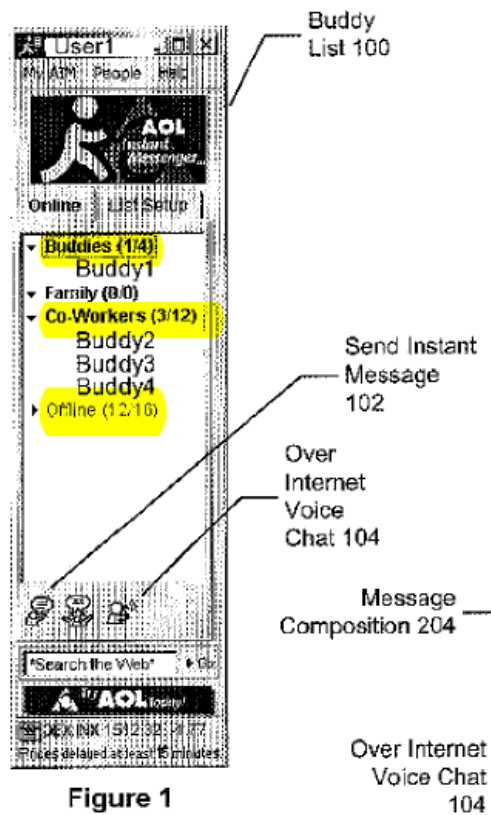 Buddy
List 100
User1
My AIM People Help
AOL
Instant
Messenger
Online List Setup
Buddies (1/4)
Buddy1
Family (0/0)
Co-Workers (3/12)
Buddy2
Buddy3
Buddy4
Offline (12/16)
Send Instant
Message
102
Over
Internet
Voice
Chat 104
Message
Composition 204
*Search the Web* Go
Try AOL Today!
Prices delayed at least 15 minutes
Over Internet
Voice Chat
104
Figure 1